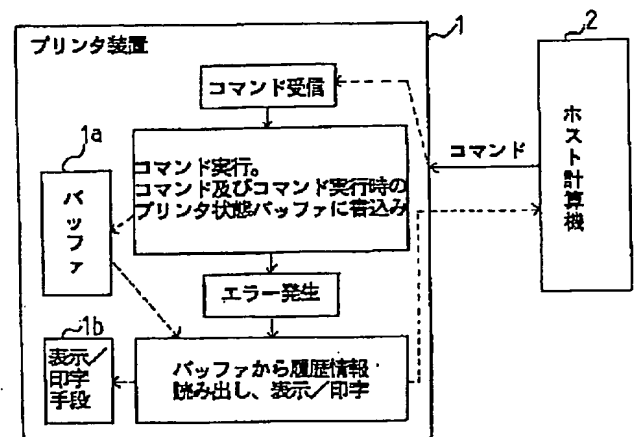 プリンタ装置
1
2
コマンド受信
1a
コマンド実行。
コマンド及びコマンド実行時の
プリンタ状態バッファに書込み
バッファ
コマンド
ホスト計算機
エラー発生
1b
表示／
印字
手段
バッファから履歴情報
読み出し、表示／印字